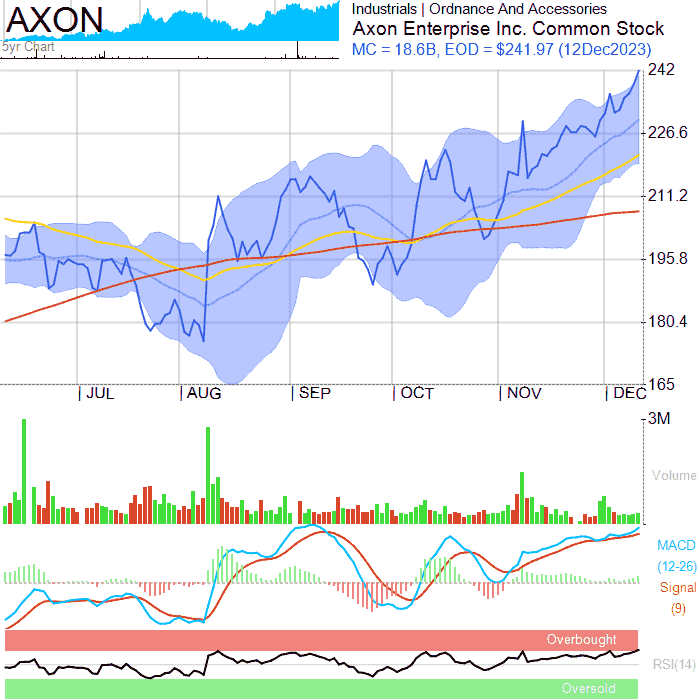 AXON
5yr Chart
Industrials | Ordnance And Accessories
Axon Enterprise Inc. Common Stock
MC = 18.6B, EOD = $241.97 (12Dec2023)
242
226.6
211.2
195.8
180.4
165
JUL
AUG
SEP
OCT
NOV
DEC
3M
Volume
MACD
(12-26)
Signal
(9)
Overbought
RSI(14)
Oversold